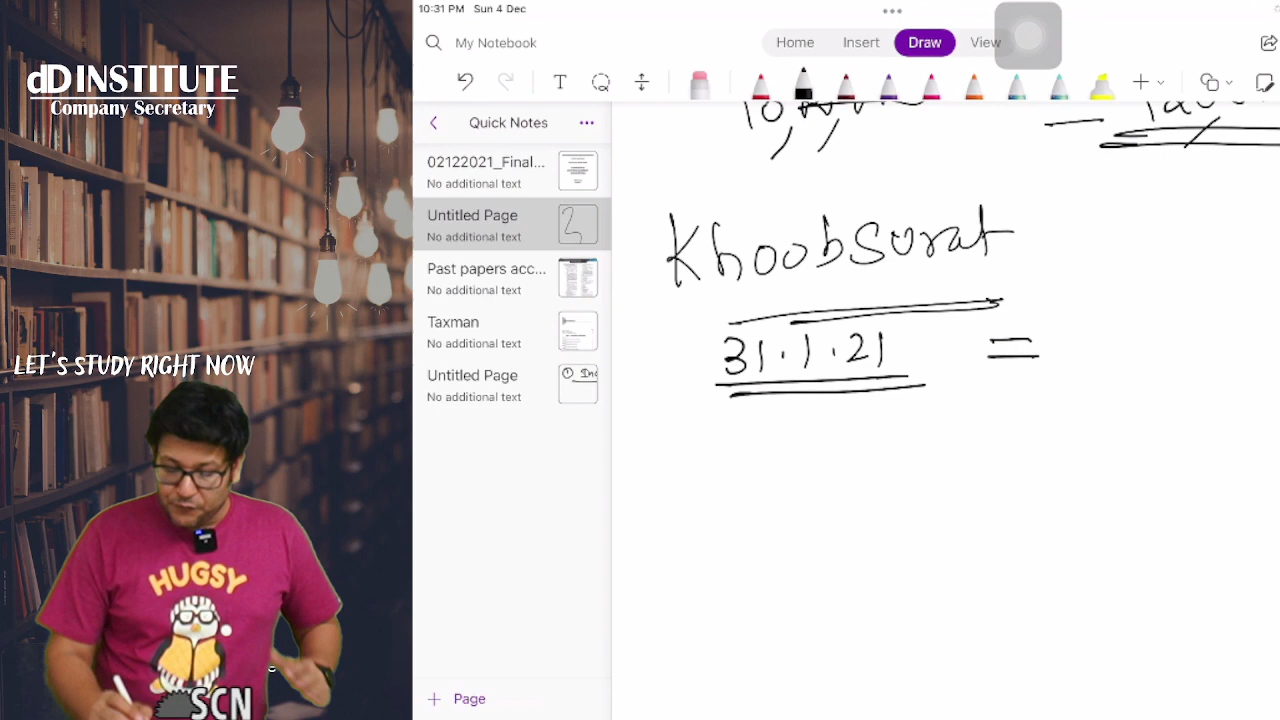 10:31 PM Sun 4 Dec
My Notebook
Home Insert Draw View
T
dD INSTITUTE
Company Secretary
Quick Notes
02122021_Final...
No additional text
Untitled Page
No additional text
Past papers acc...
No additional text
Taxman
No additional text
Untitled Page
No additional text
+ Page
Khoobsurat
31.1.21 =
LET'S STUDY RIGHT NOW
HUGSY
SCN